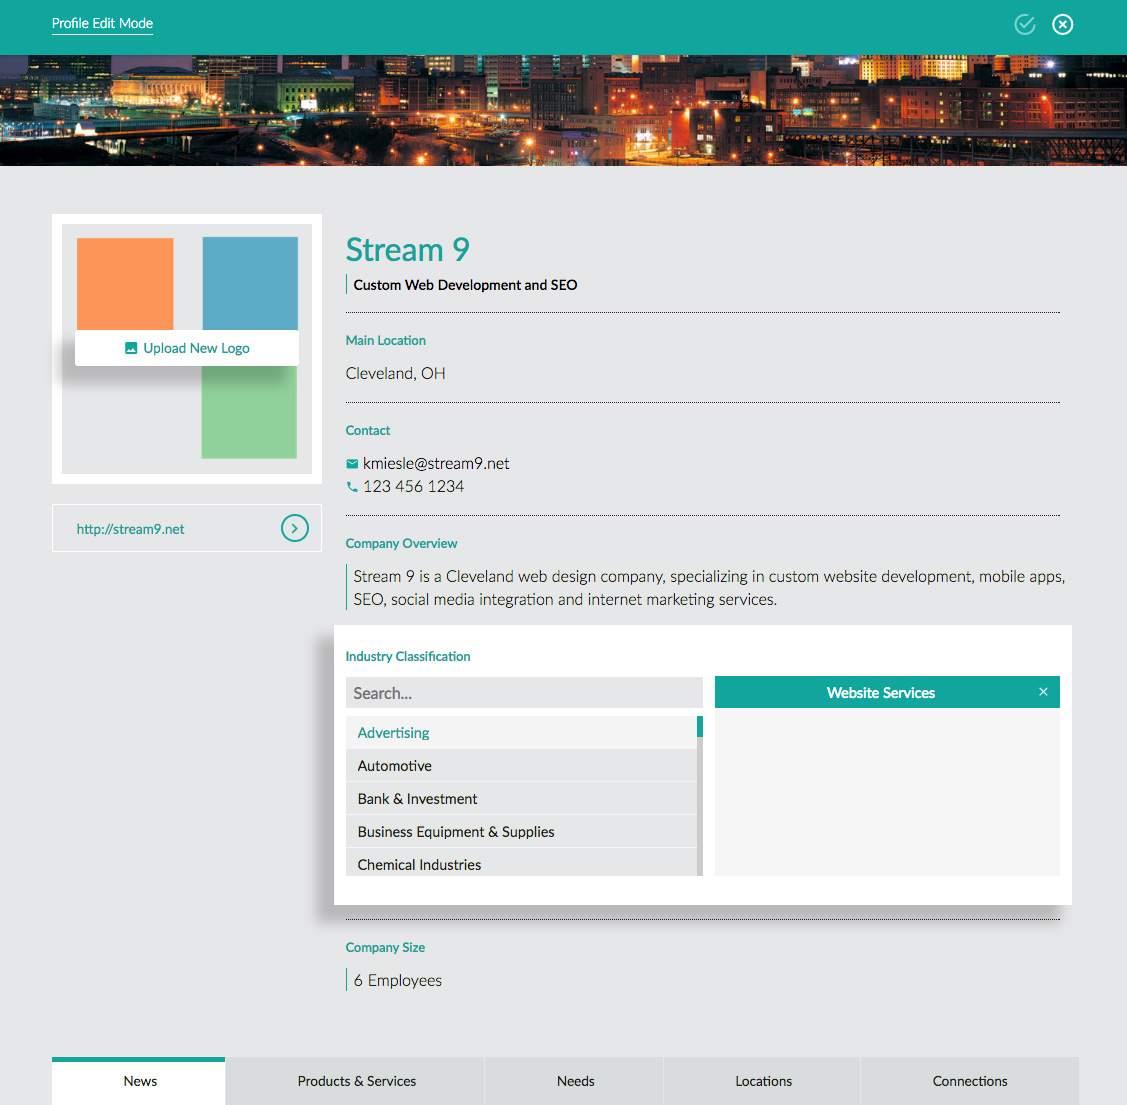 Profile Edit Mode
Stream 9
Custom Web Development and SEO
Upload New Logo
http://stream9.net
Main Location
Cleveland, OH
Contact
kmiesle@stream9.net
123 456 1234
Company Overview
Stream 9 is a Cleveland web design company, specializing in custom website development, mobile apps,
SEO, social media integration and internet marketing services.
Industry Classification
Search...
Website Services
Advertising
Automotive
Bank & Investment
Business Equipment & Supplies
Chemical Industries
Company Size
6 Employees
News
Products & Services
Needs
Locations
Connections